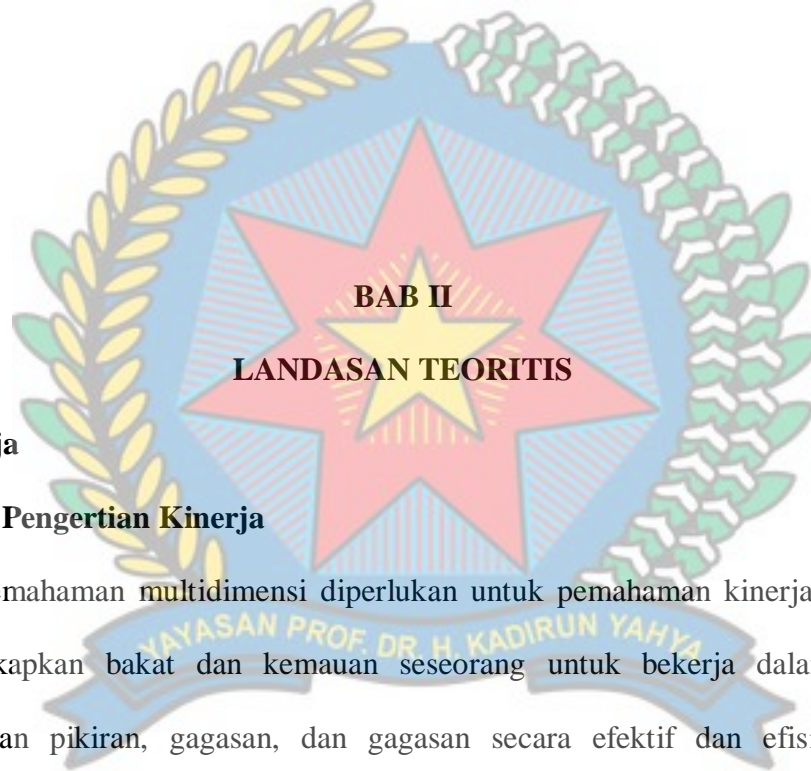 BAB II
LANDASAN TEORITIS
ja
Pengertian Kinerja
emahaman multidimensi diperlukan untuk pemahaman kinerja
YAYASAN PROF. DR. H. KADIRUN YAHYA
kapkan bakat dan kemauan seseorang untuk bekerja dala
an pikiran, gagasan, dan gagasan secara efektif dan efis